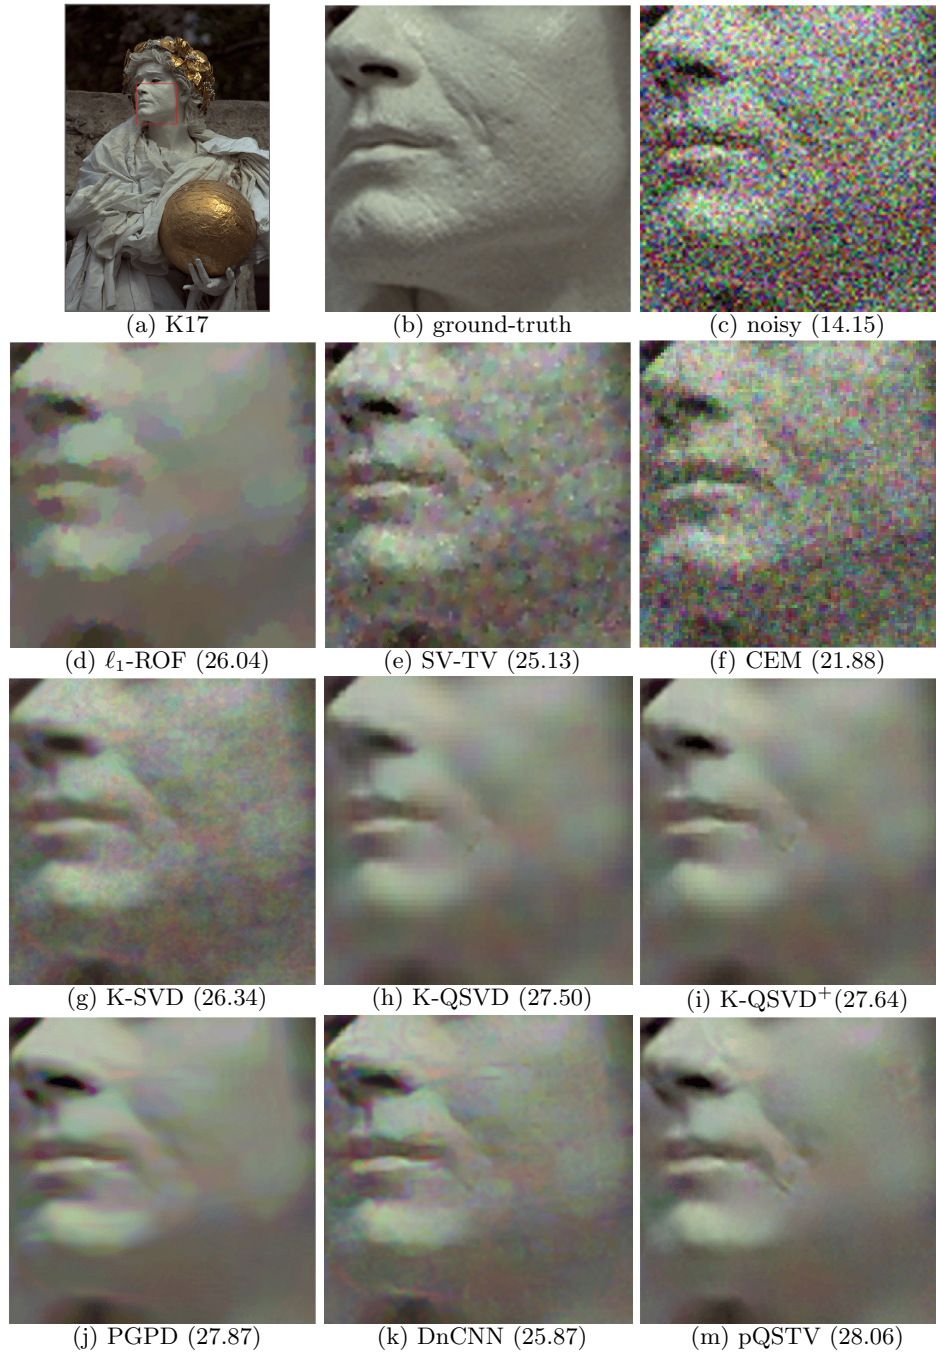 (a) K17
(b) ground-truth
(c) noisy (14.15)
(d) ℓ₁-ROF (26.04)
(e) SV-TV (25.13)
(f) CEM (21.88)
(g) K-SVD (26.34)
(h) K-QSVD (27.50)
(i) K-QSVD⁺(27.64)
(j) PGPD (27.87)
(k) DnCNN (25.87)
(m) pQSTV (28.06)